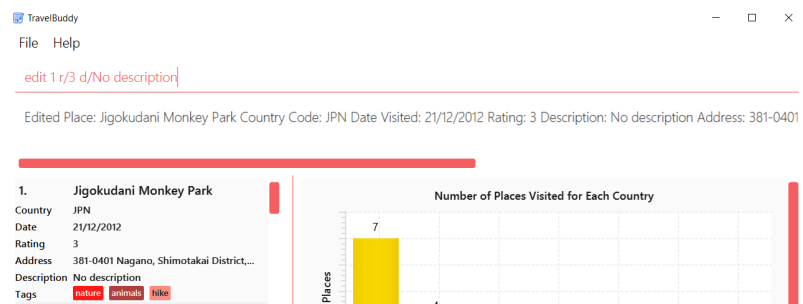 TravelBuddy
File Help
edit 1 r/3 d/No description
Edited Place: Jigokudani Monkey Park Country Code: JPN Date Visited: 21/12/2012 Rating: 3 Description: No description Address: 381-0401
1. Jigokudani Monkey Park
Country JPN
Date 21/12/2012
Rating 3
Address 381-0401 Nagano, Shimotakai District,...
Description No description
Tags nature animals hike
Number of Places Visited for Each Country
7
Places